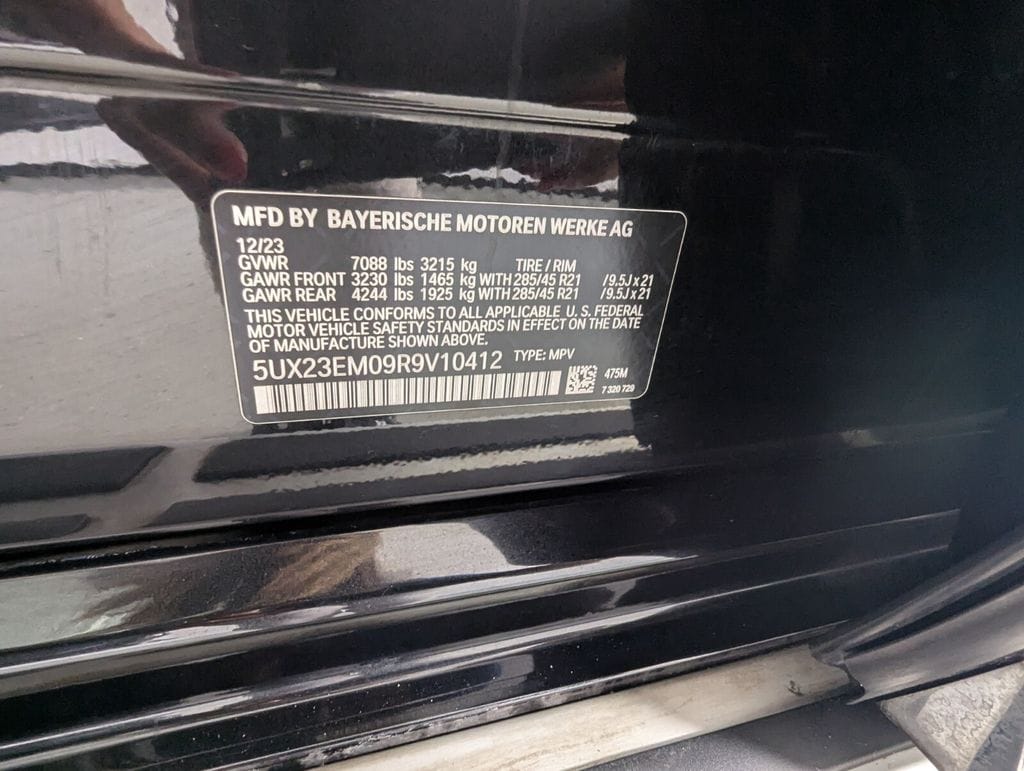 MFD BY BAYERISCHE MOTOREN WERKE AG
12/23
GVWR 7088 lbs 3215 kg TIRE / RIM
GAWR FRONT 3230 lbs 1465 kg WITH 285/45 R21 /9.5J x 21
GAWR REAR 4244 lbs 1925 kg WITH 285/45 R21 /9.5J x 21
THIS VEHICLE CONFORMS TO ALL APPLICABLE U. S. FEDERAL
MOTOR VEHICLE SAFETY STANDARDS IN EFFECT ON THE DATE
OF MANUFACTURE SHOWN ABOVE.
5UX23EM09R9V10412 TYPE: MPV
475M
7 320 729